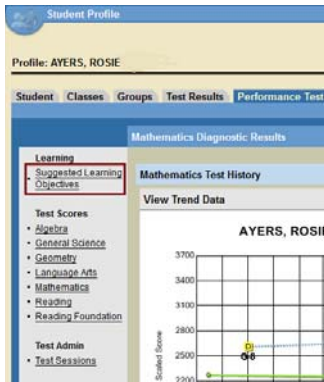 Student Profile
Profile: AYERS, ROSIE
Student Classes Groups Test Results Performance Test
Mathematics Diagnostic Results
Learning
Suggested Learning
Objectives
Test Scores
Algebra
General Science
Geometry
Language Arts
Mathematics
Reading
Reading Foundation
Test Admin
Test Sessions
Mathematics Test History
View Trend Data
AYERS, ROSI
3700
3400
3100
2800
2500
2200
Scaled Score